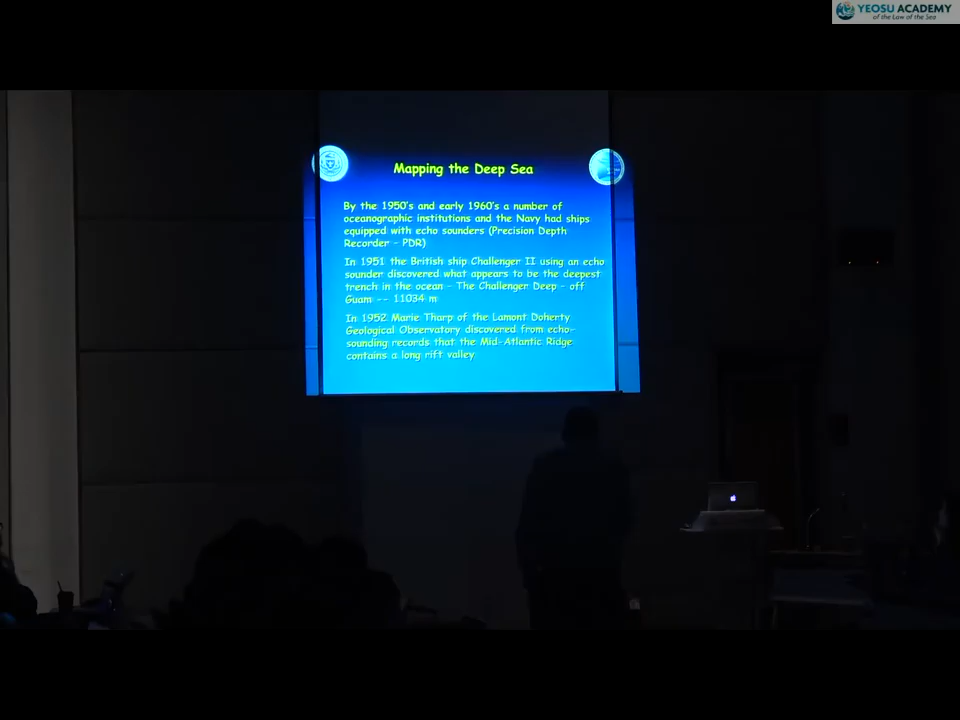 YEOSU ACADEMY
of the Law of the Sea
Mapping the Deep Sea
By the 1950's and early 1960's a number of
oceanographic institutions and the Navy had ships
equipped with echo sounders (Precision Depth
Recorder - PDR)
In 1951 the British ship Challenger II using an echo
sounder discovered what appears to be the deepest
trench in the ocean - The Challenger Deep - off
Guam -- 11034 m
In 1952 Marie Tharp of the Lamont Doherty
Geological Observatory discovered from echo-
sounding records that the Mid-Atlantic Ridge
contains a long rift valley.